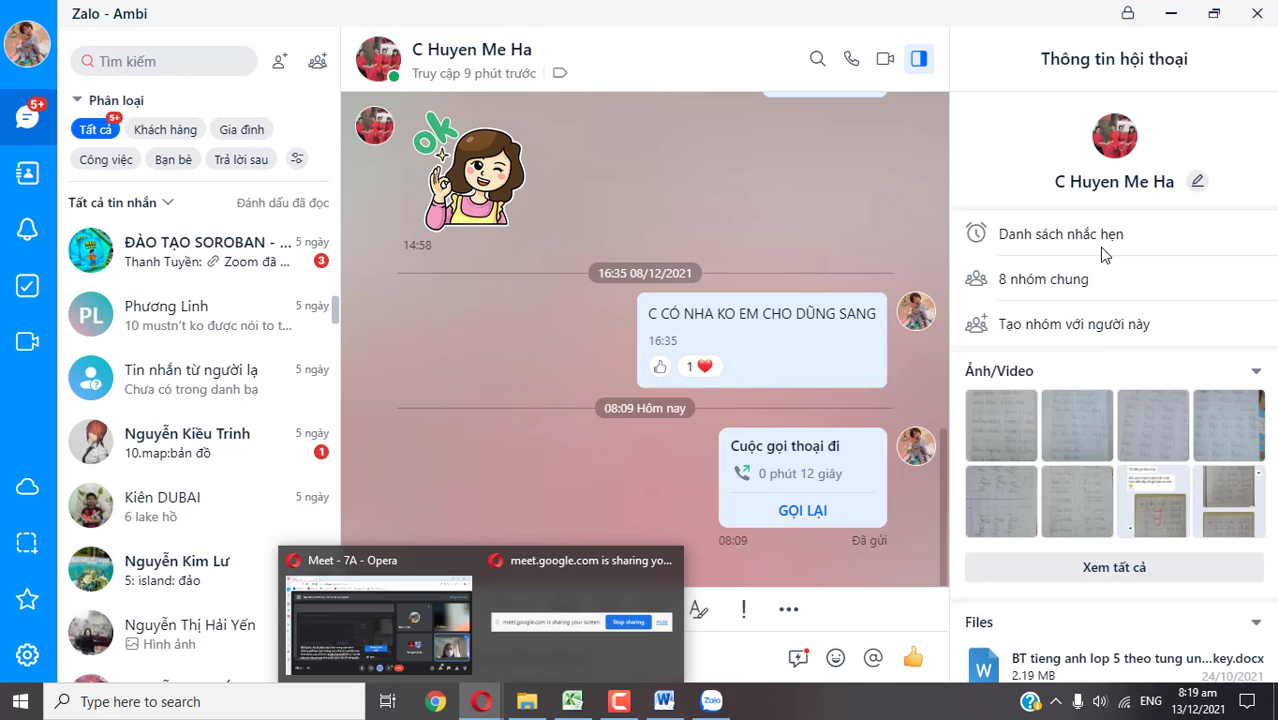 Zalo - Ambi
Tìm kiếm
Phân loại
5+
5+
Tất cả
Khách hàng
Gia đình
Công việc
Bạn bè
Trả lời sau
Tất cả tin nhắn
Đánh dấu đã đọc
ĐÀO TẠO SOROBAN - ...
5 ngày
Thanh Tuyền: Zoom đã ...
3
PL
Phương Linh
5 ngày
10 mustn't ko được nói to t...
Tin nhắn từ người lạ
5 ngày
Chưa có trong danh bạ
Nguyễn Kiều Trinh
5 ngày
10.map:bản đồ
1
Kiên DUBAI
5 ngày
6 lake hồ
Nguyễn Kim Lư
5: island: đảo
Nguyễn Thị Hải Yến
Hình ảnh
C Huyen Me Ha
Truy cập 9 phút trước
ok
14:58
16:35 08/12/2021
C CÓ NHA KO EM CHO DŨNG SANG
16:35
1
08:09 Hôm nay
Cuộc gọi thoại đi
0 phút 12 giây
GỌI LẠI
08:09
Đã gửi
Meet - 7A - Opera
meet.google.com is sharing yo...
meet.google.com is sharing your screen.
Stop sharing
Hide
Thông tin hội thoại
C Huyen Me Ha
Danh sách nhắc hẹn
8 nhóm chung
Tạo nhóm với người này
Ảnh/Video
Xem tất cả
Files
W
BT tieng anh lop 5 theo tung un...key.docx
2.19 MB
24/10/2021
Type here to search
Zalo
ENG
8:19 am
13/12/2021